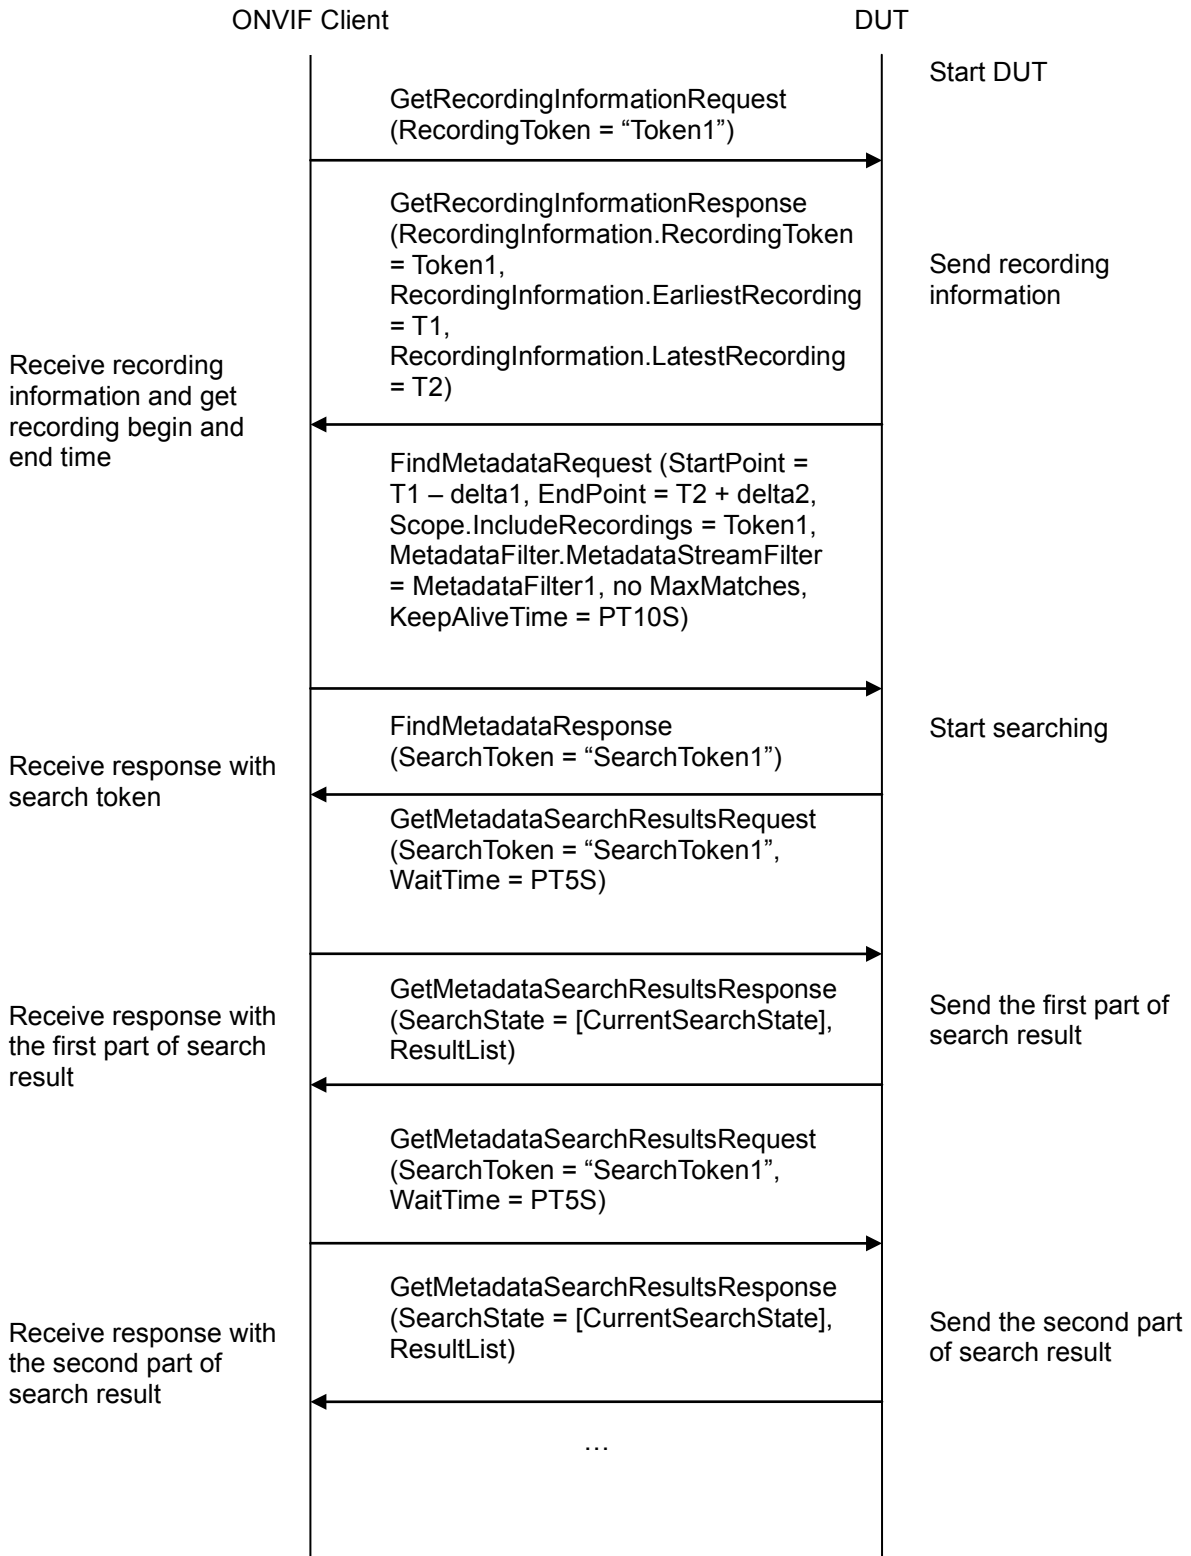 ONVIF Client
DUT
Start DUT
GetRecordingInformationRequest
(RecordingToken = “Token1”)
GetRecordingInformationResponse
(RecordingInformation.RecordingToken
= Token1,
RecordingInformation.EarliestRecording
= T1,
RecordingInformation.LatestRecording
= T2)
Send recording
information
Receive recording
information and get
recording begin and
end time
FindMetadataRequest (StartPoint =
T1 – delta1, EndPoint = T2 + delta2,
Scope.IncludeRecordings = Token1,
MetadataFilter.MetadataStreamFilter
= MetadataFilter1, no MaxMatches,
KeepAliveTime = PT10S)
Start searching
FindMetadataResponse
(SearchToken = “SearchToken1”)
Receive response with
search token
GetMetadataSearchResultsRequest
(SearchToken = “SearchToken1”,
WaitTime = PT5S)
GetMetadataSearchResultsResponse
(SearchState = [CurrentSearchState],
ResultList)
Send the first part of
search result
Receive response with
the first part of search
result
GetMetadataSearchResultsRequest
(SearchToken = “SearchToken1”,
WaitTime = PT5S)
GetMetadataSearchResultsResponse
(SearchState = [CurrentSearchState],
ResultList)
Send the second part
of search result
Receive response with
the second part of
search result
…